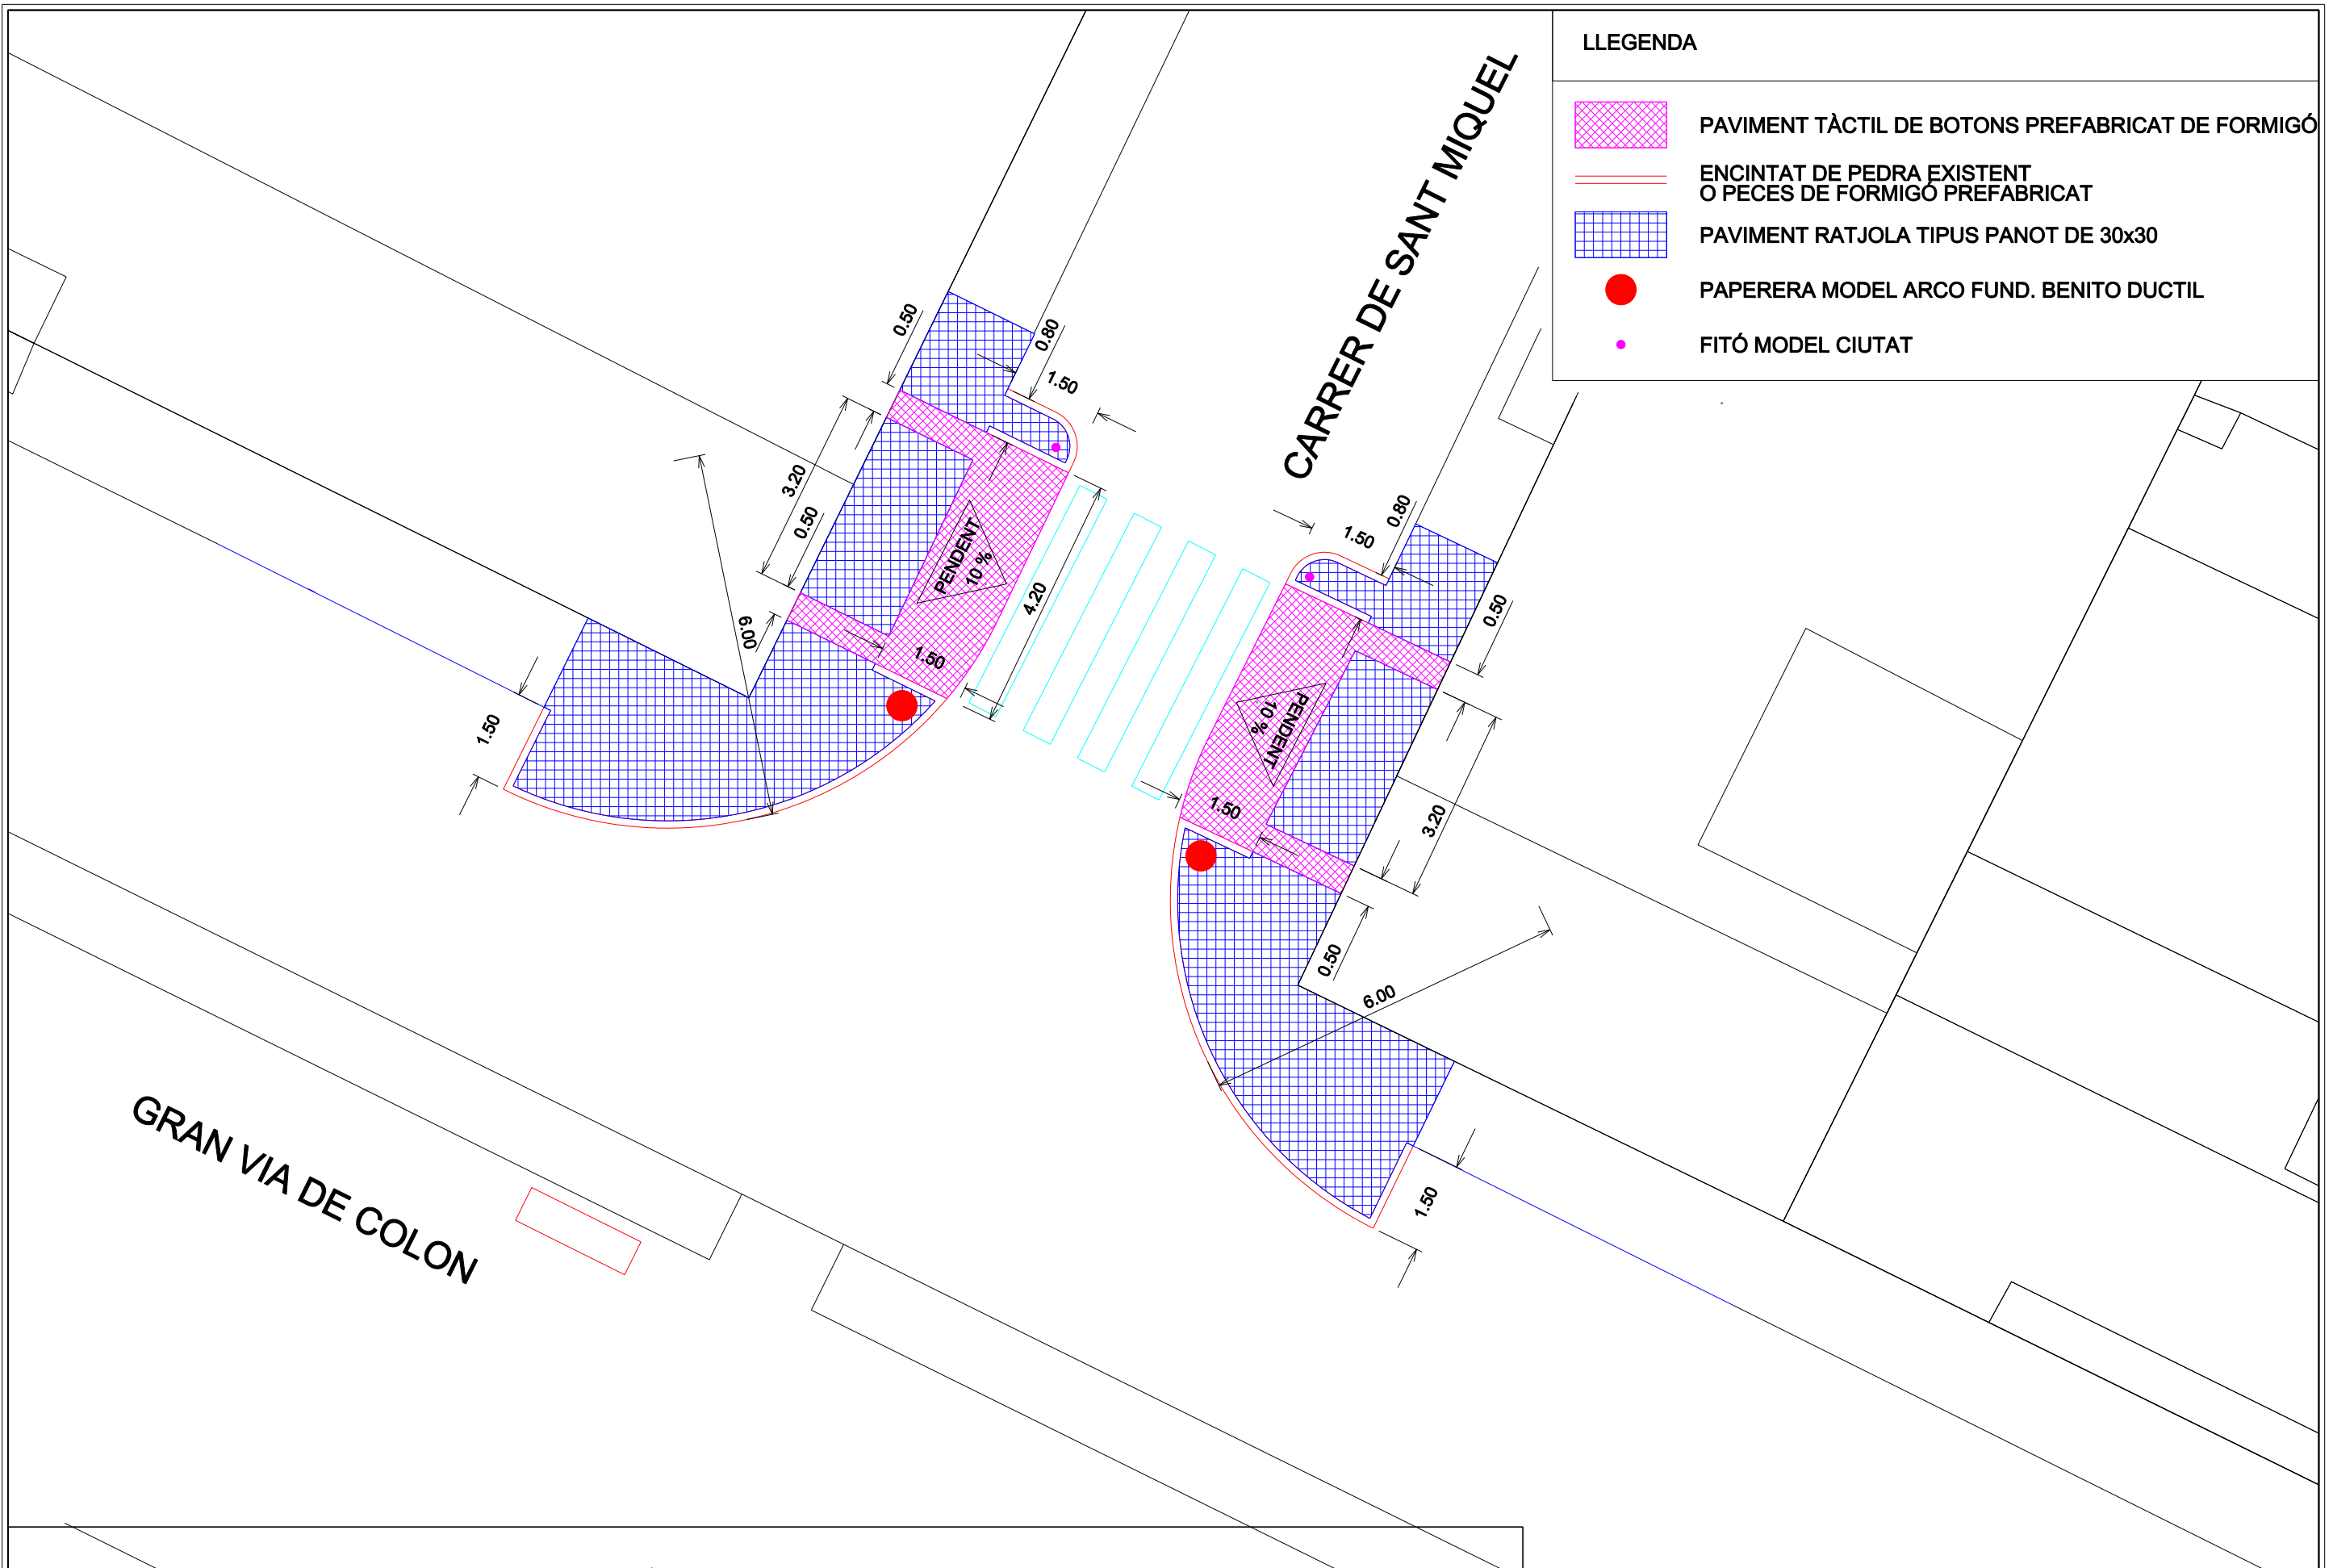 LLEGENDA
PAVIMENT TÀCTIL DE BOTONS PREFABRICAT DE FORMIGÓ
ENCINTAT DE PEDRA EXISTENT
O PECES DE FORMIGÓ PREFABRICAT
PAVIMENT RATJOLA TIPUS PANOT DE 30x30
PAPERERA MODEL ARCO FUND. BENITO DUCTIL
FITÓ MODEL CIUTAT
CARRER DE SANT MIQUEL
0.50
0.80
1.50
3.20
0.50
PENDENT
10 %
4.20
6.00
1.50
1.50
0.80
1.50
0.50
PENDENT
10 %
1.50
3.20
0.50
6.00
1.50
GRAN VIA DE COLON